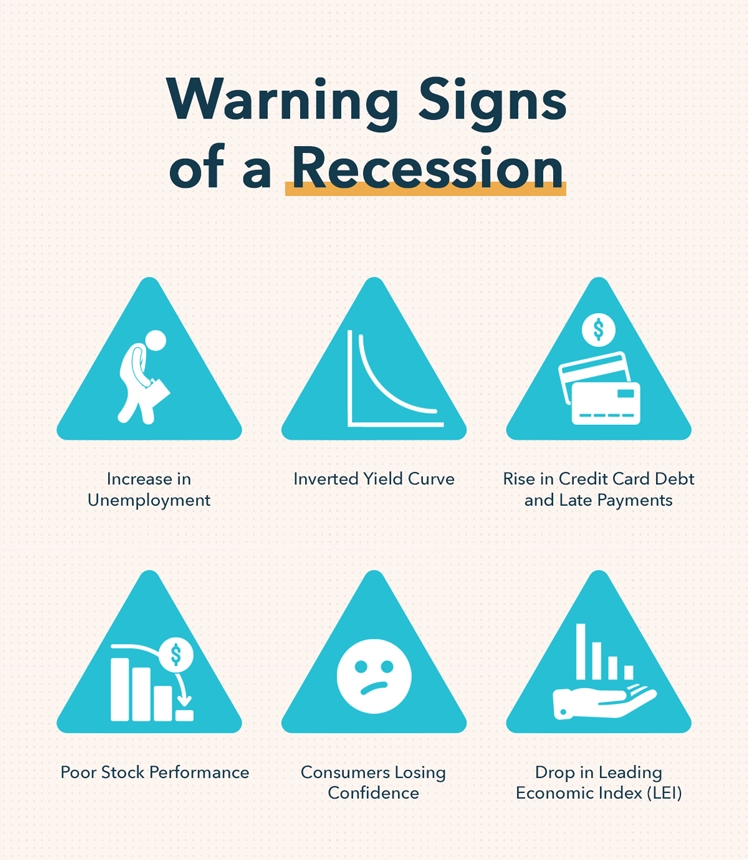 Warning Signs
of a Recession
$
Increase in
Unemployment
Inverted Yield Curve
Rise in Credit Card Debt
and Late Payments
$
Poor Stock Performance
Consumers Losing
Confidence
Drop in Leading
Economic Index (LEI)